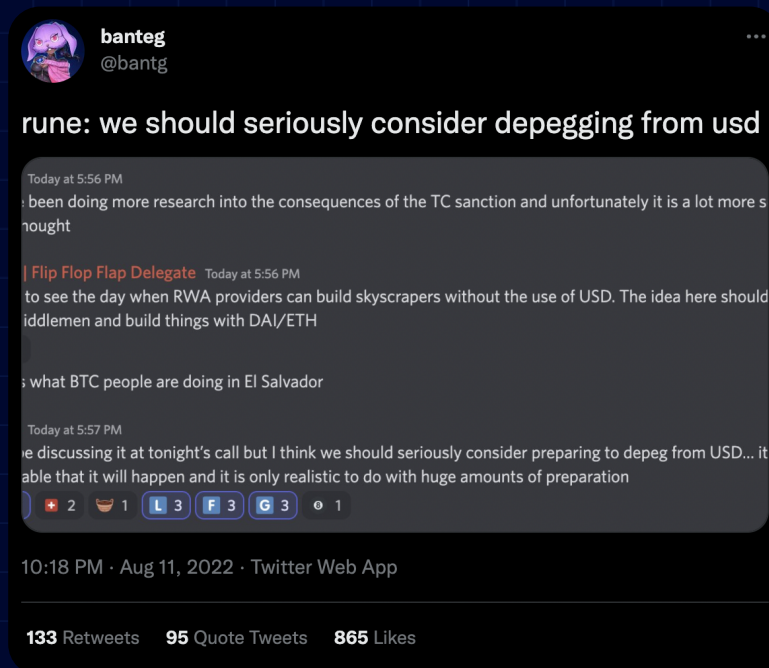 banteg
@bantg
rune: we should seriously consider depegging from usd
Today at 5:56 PM
been doing more research into the consequences of the TC sanction and unfortunately it is a lot more s
hought
| Flip Flop Flap Delegate Today at 5:56 PM
to see the day when RWA providers can build skyscrapers without the use of USD. The idea here should
iddlemen and build things with DAI/ETH
s what BTC people are doing in El Salvador
Today at 5:57 PM
e discussing it at tonight's call but I think we should seriously consider preparing to depeg from USD... it
able that it will happen and it is only realistic to do with huge amounts of preparation
2 1 L 3 F 3 G 3 8 1
10:18 PM · Aug 11, 2022 · Twitter Web App
133 Retweets 95 Quote Tweets 865 Likes